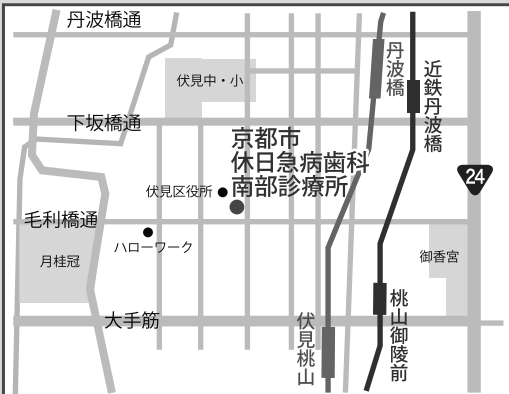 丹波橋通
伏見中・小
丹波橋
近鉄丹波橋
下坂橋通
京都市
休日急病歯科
南部診療所
伏見区役所
24
毛利橋通
ハローワーク
月桂冠
御香宮
大手筋
伏見桃山
桃山御陵前